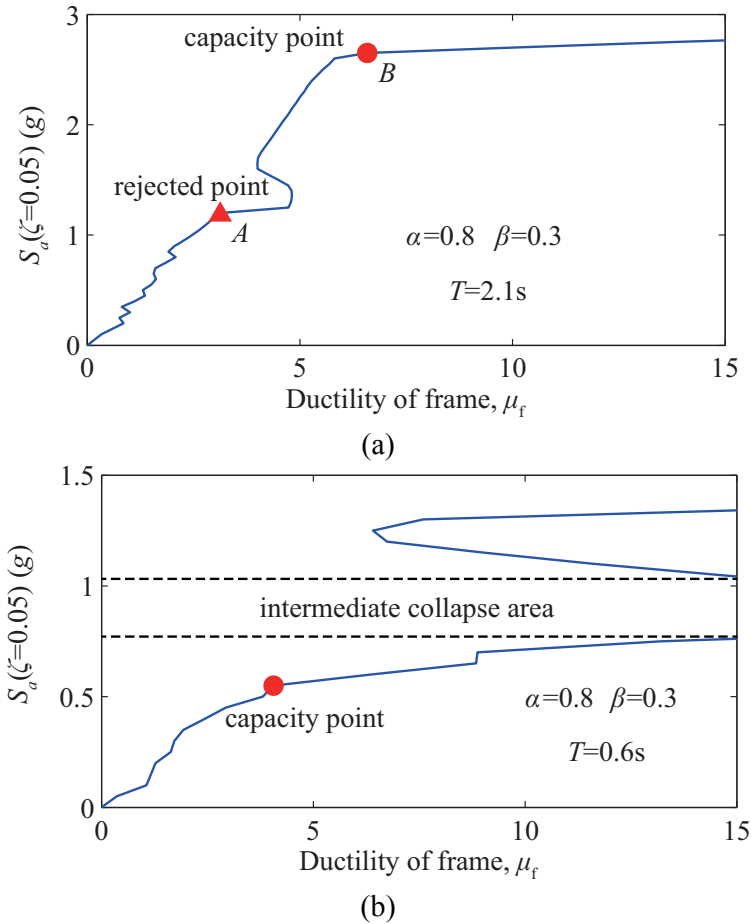 3
capacity point
B
2
Sₐ(ζ=0.05) (g)
rejected point
A
α=0.8 β=0.3
1
T=2.1s
0
0 5 10 15
Ductility of frame, μf
(a)
1.5
1
intermediate collapse area
Sₐ(ζ=0.05) (g)
0.5
capacity point
α=0.8 β=0.3
T=0.6s
0
0 5 10 15
Ductility of frame, μf
(b)